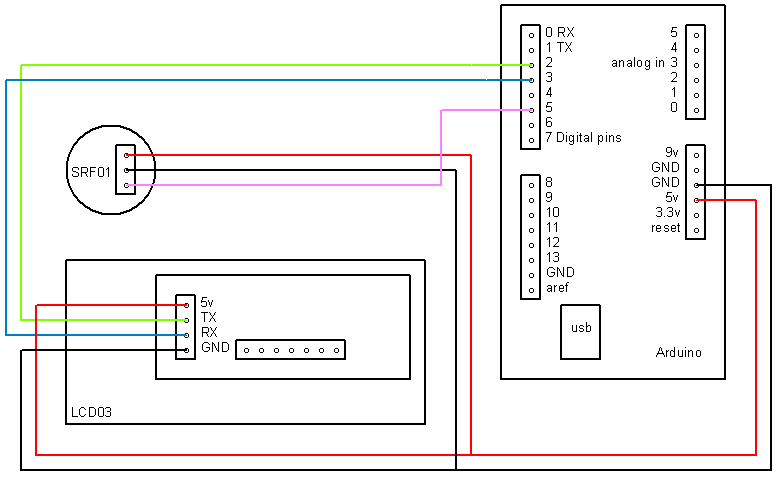 0 RX
1 TX
2
3
4
5
6
7 Digital pins
5
4
analog in 3
2
1
0
SRF01
9v
GND
GND
5v
3.3v
reset
8
9
10
11
12
13
GND
aref
5v
TX
RX
GND
usb
Arduino
LCD03